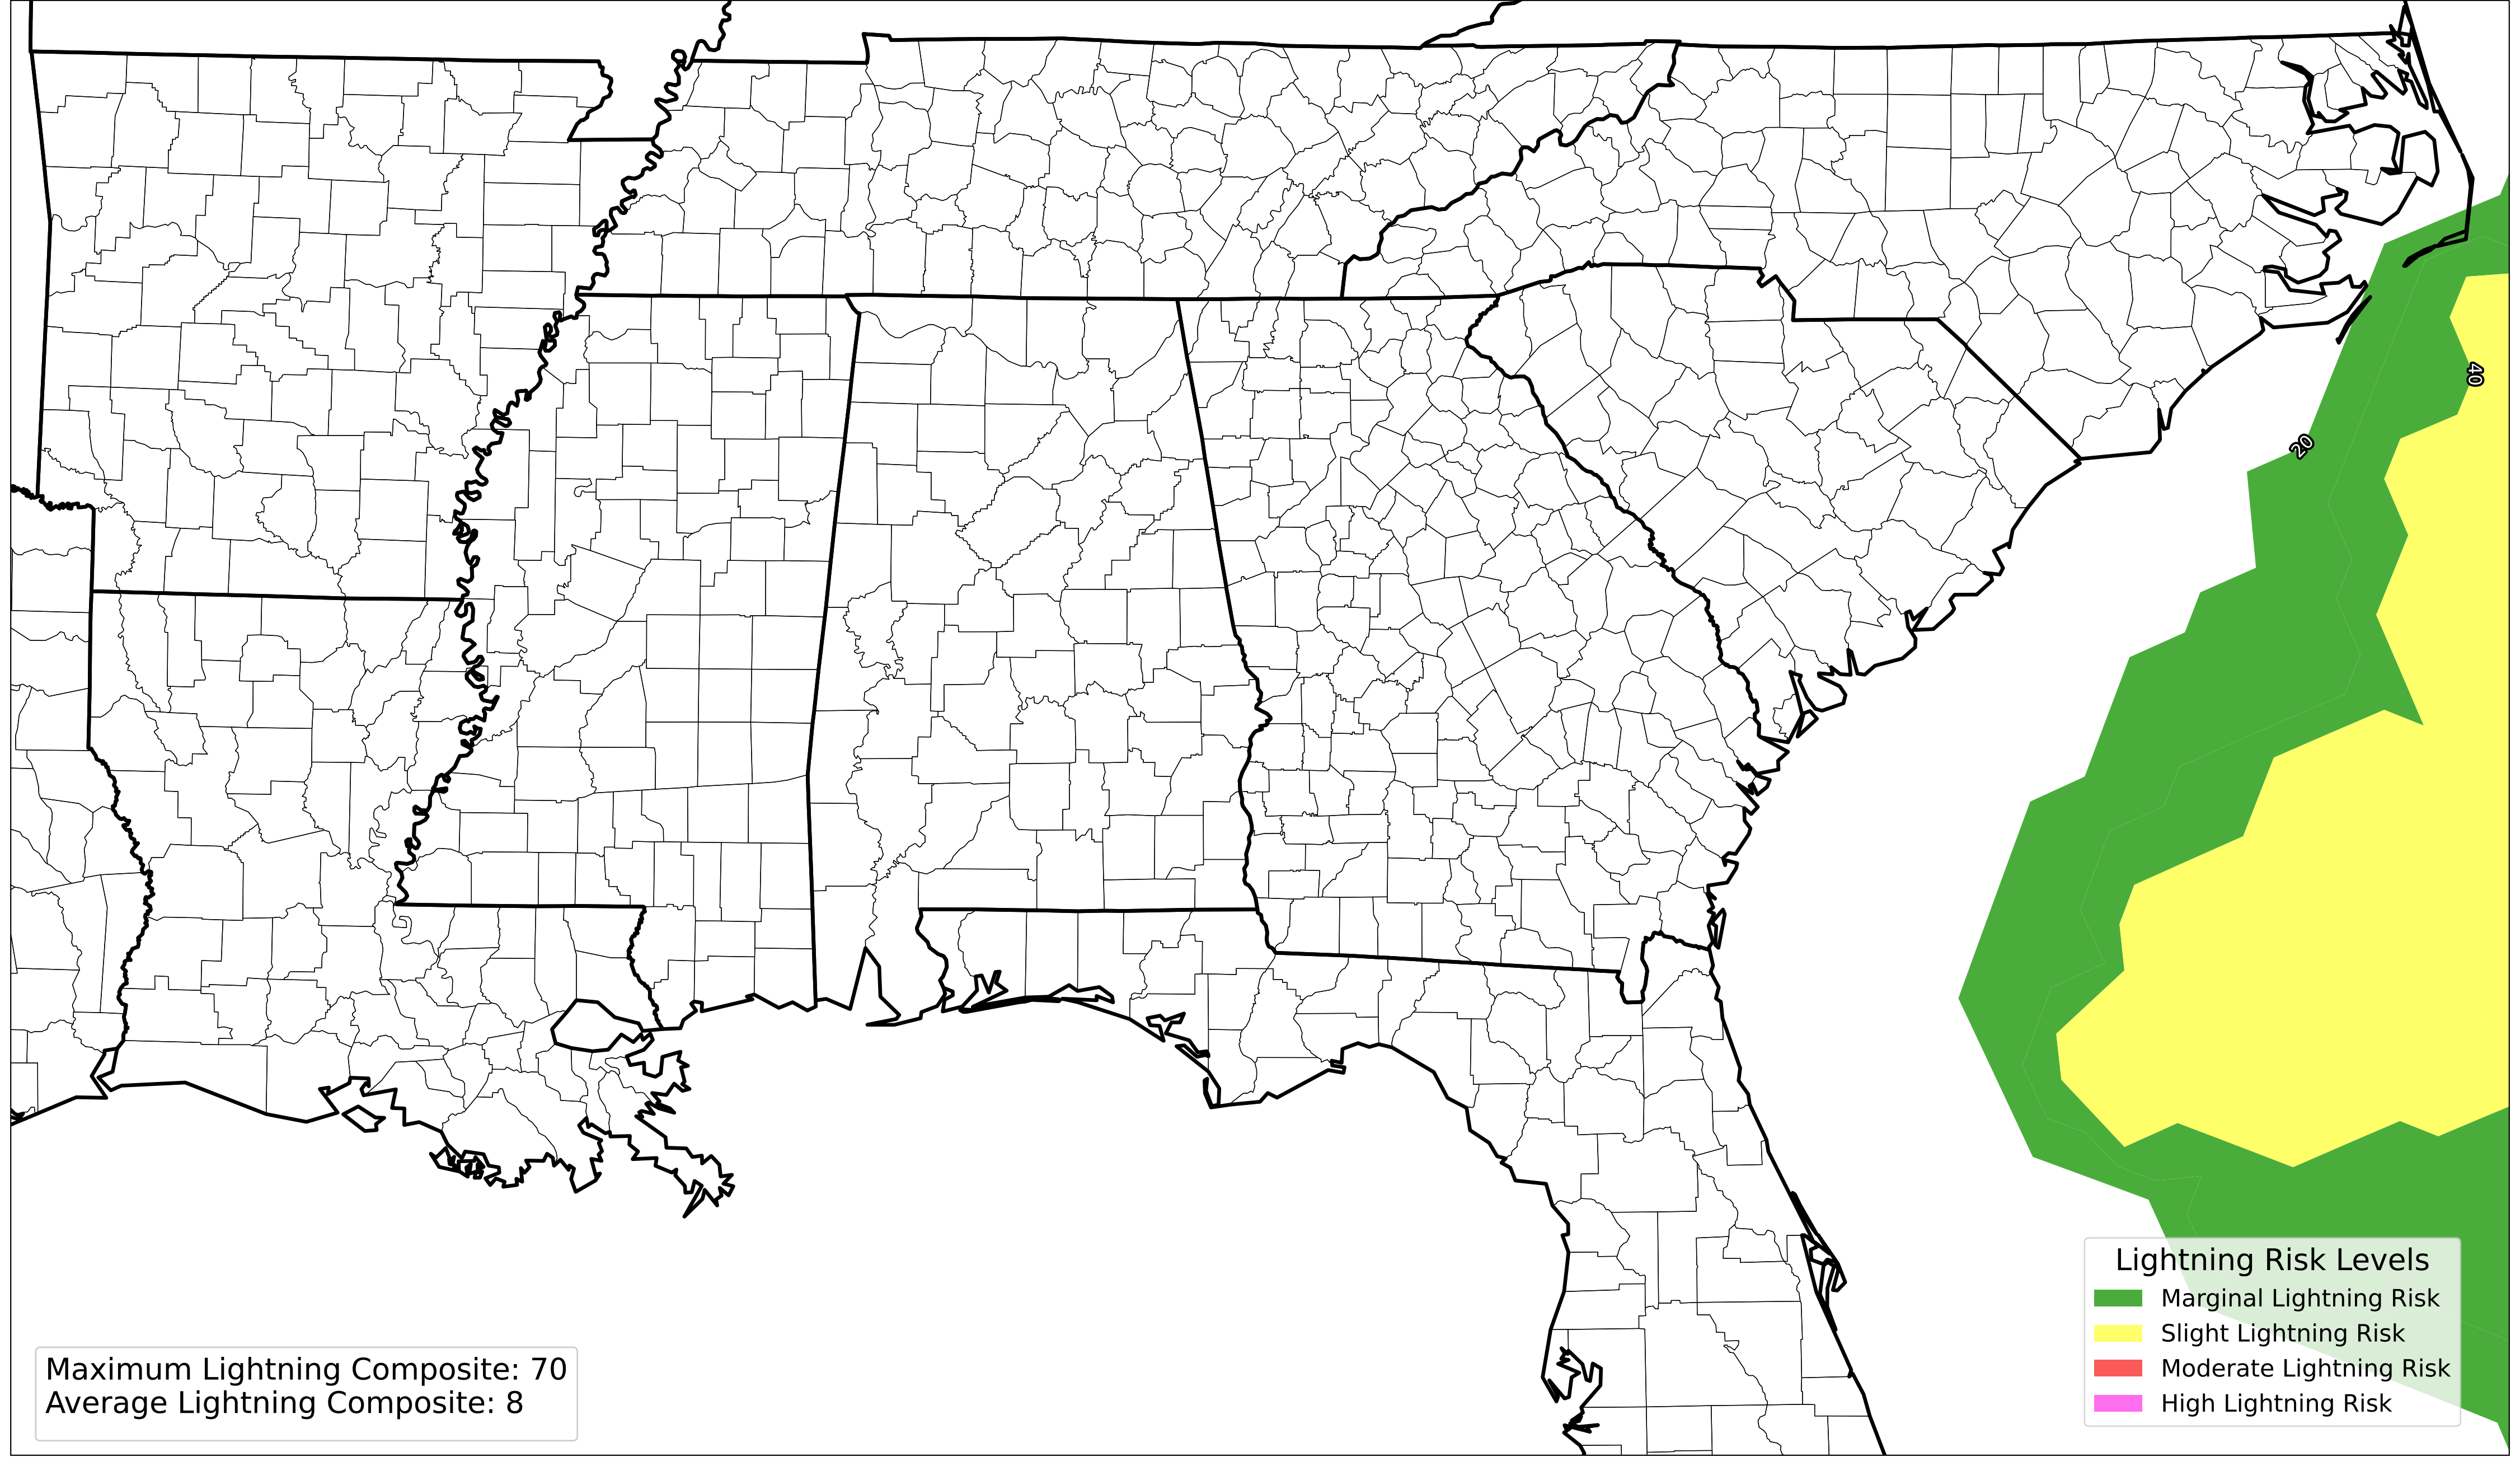 40
20
Lightning Risk Levels
Marginal Lightning Risk
Slight Lightning Risk
Moderate Lightning Risk
High Lightning Risk
Maximum Lightning Composite: 70
Average Lightning Composite: 8